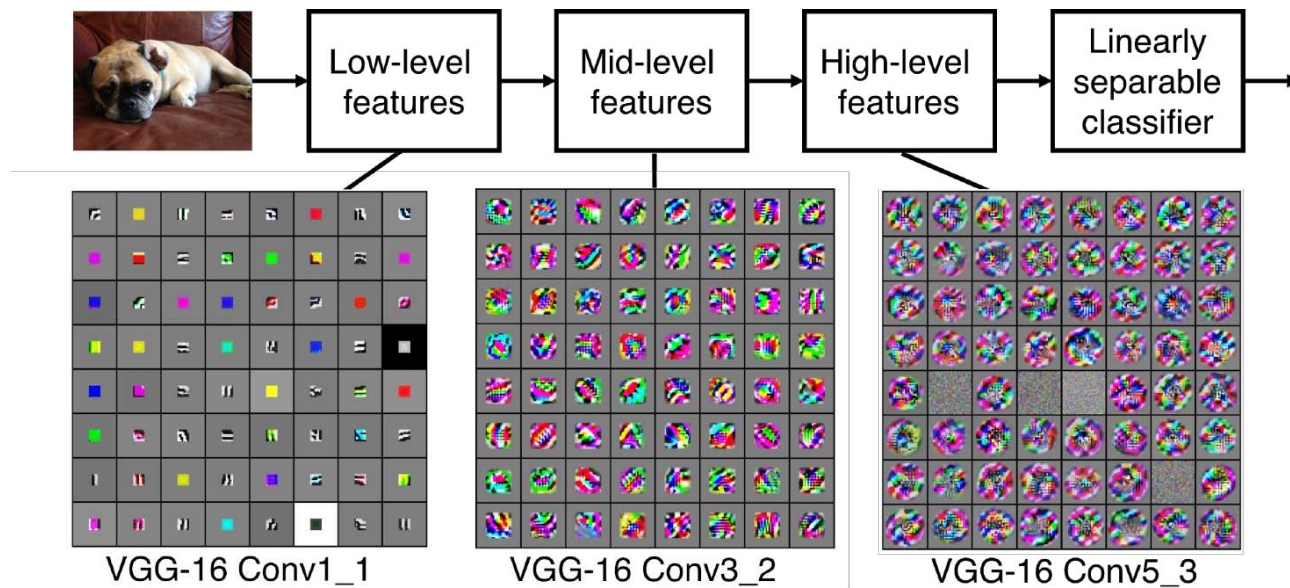 Low-level
features
Mid-level
features
High-level
features
Linearly
separable
classifier
VGG-16 Conv1_1
VGG-16 Conv3_2
VGG-16 Conv5_3